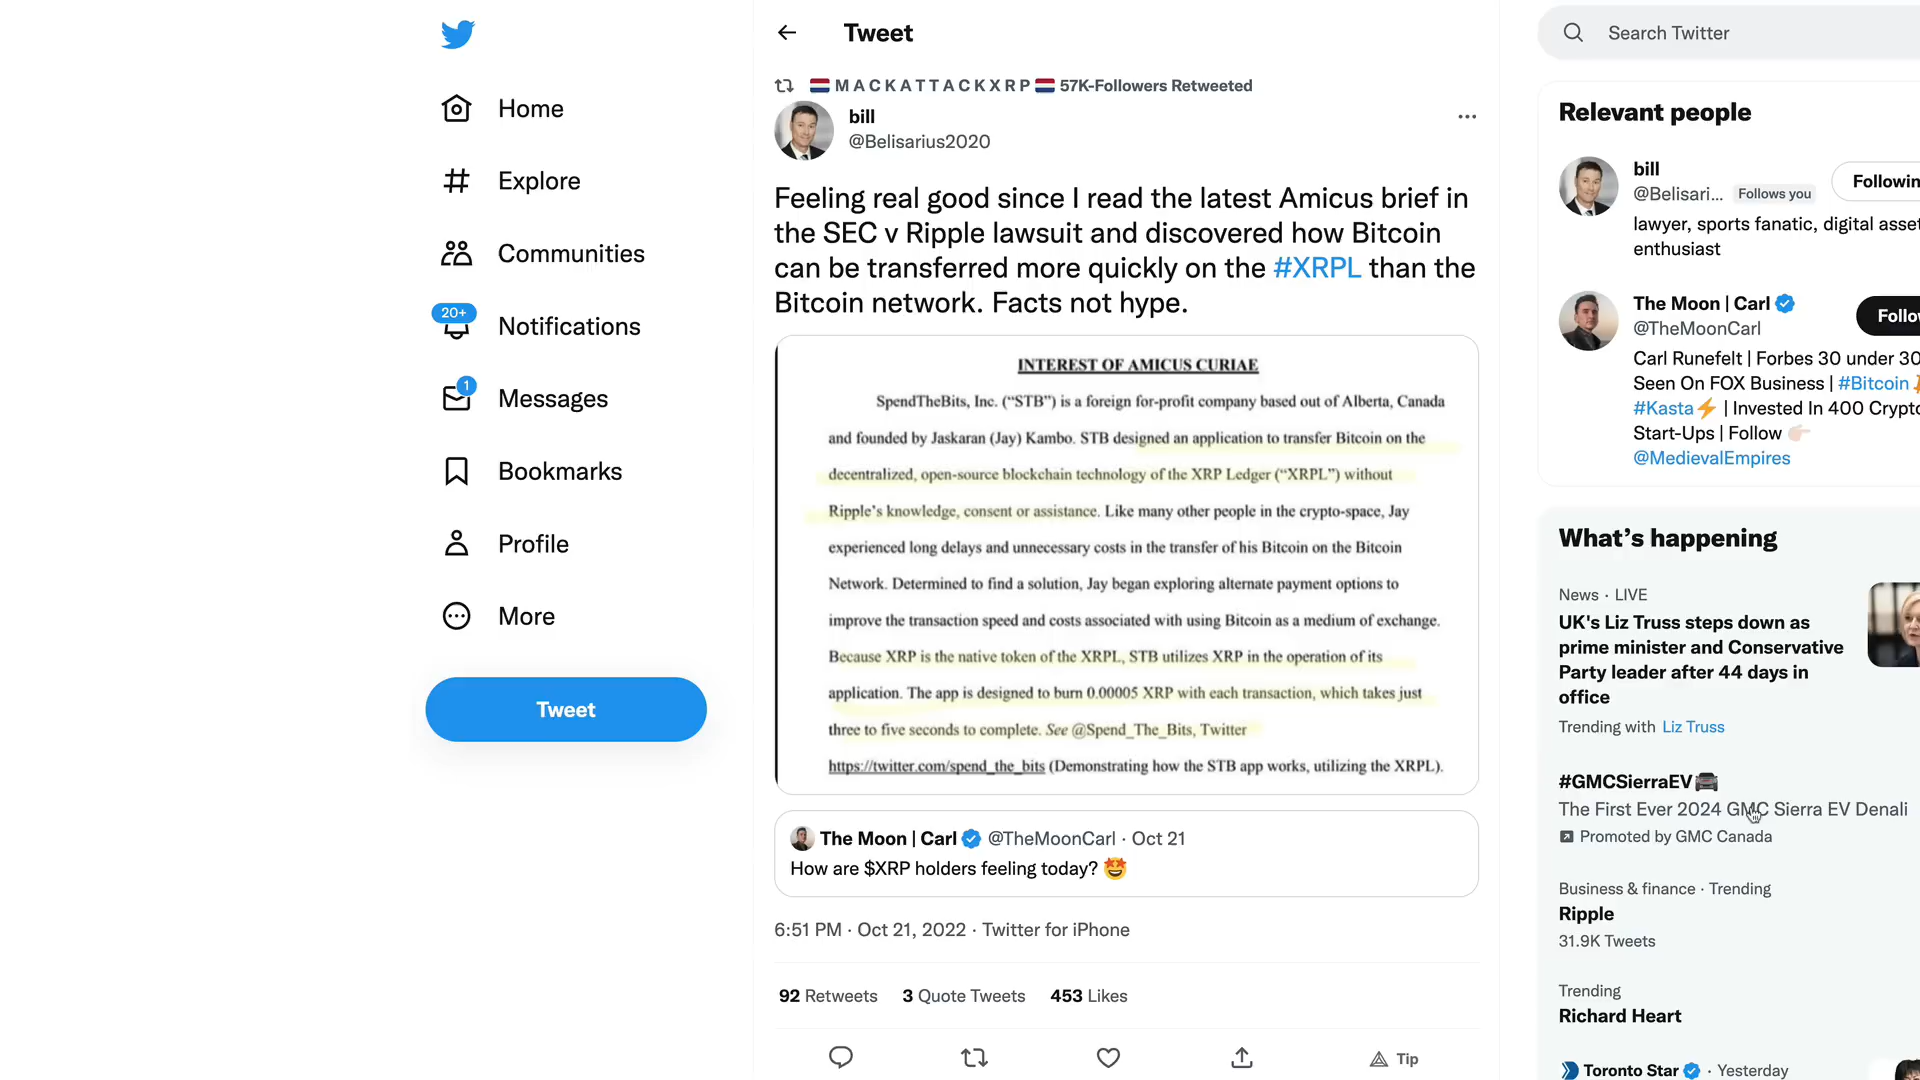 Home
Explore
Communities
20+
Notifications
1
Messages
Bookmarks
Profile
More
Tweet
Tweet
MACKATTACKXRP 57K-Followers Retweeted
bill
@Belisarius2020
Feeling real good since I read the latest Amicus brief in
the SEC v Ripple lawsuit and discovered how Bitcoin
can be transferred more quickly on the #XRPL than the
Bitcoin network. Facts not hype.
INTEREST OF AMICUS CURIAE
SpendTheBits, Inc. (“STB”) is a foreign for-profit company based out of Alberta, Canada
and founded by Jaskaran (Jay) Kambo. STB designed an application to transfer Bitcoin on the
decentralized, open-source blockchain technology of the XRP Ledger (“XRPL”) without
Ripple’s knowledge, consent or assistance. Like many other people in the crypto-space, Jay
experienced long delays and unnecessary costs in the transfer of his Bitcoin on the Bitcoin
Network. Determined to find a solution, Jay began exploring alternate payment options to
improve the transaction speed and costs associated with using Bitcoin as a medium of exchange.
Because XRP is the native token of the XRPL, STB utilizes XRP in the operation of its
application. The app is designed to burn 0.00005 XRP with each transaction, which takes just
three to five seconds to complete. See @Spend_The_Bits, Twitter
https://twitter.com/spend_the_bits (Demonstrating how the STB app works, utilizing the XRPL).
The Moon | Carl @TheMoonCarl · Oct 21
How are $XRP holders feeling today? 🤩
6:51 PM · Oct 21, 2022 · Twitter for iPhone
92 Retweets 3 Quote Tweets 453 Likes
Tip
Search Twitter
Relevant people
bill
@Belisari... Follows you
Followin
lawyer, sports fanatic, digital asset
enthusiast
The Moon | Carl
@TheMoonCarl
Follo
Carl Runefelt | Forbes 30 under 30
Seen On FOX Business | #Bitcoin
#Kasta⚡ | Invested In 400 Crypto
Start-Ups | Follow 👉🏻
@MedievalEmpires
What’s happening
News · LIVE
UK's Liz Truss steps down as
prime minister and Conservative
Party leader after 44 days in
office
Trending with Liz Truss
#GMCSierraEV
The First Ever 2024 GMC Sierra EV Denali
Promoted by GMC Canada
Business & finance · Trending
Ripple
31.9K Tweets
Trending
Richard Heart
Toronto Star · Yesterday